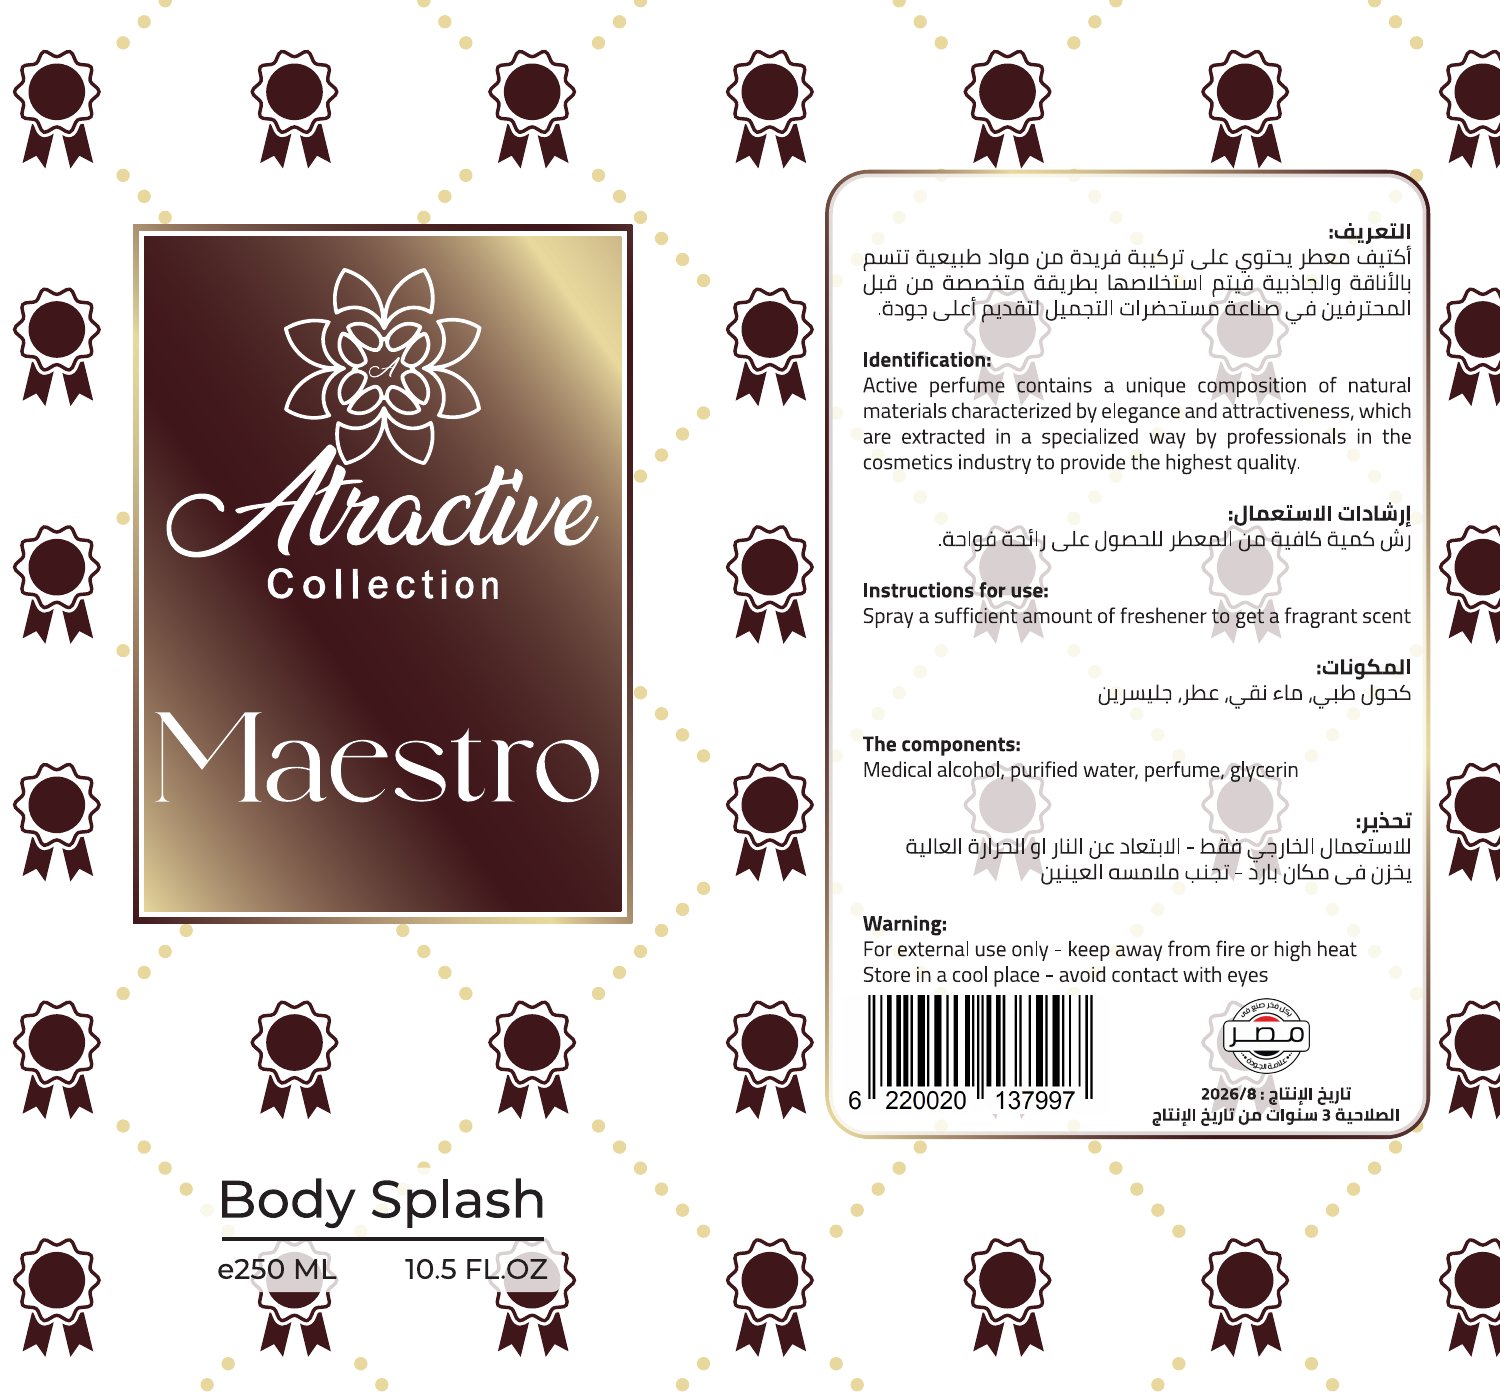 A
Atractive
Collection
Maestro
Body Splash
e250 ML 10.5 FL.OZ
التعريف:
أكتيف معطر يحتوي على تركيبة فريدة من مواد طبيعية تتسم
بالأناقة والجاذبية فيتم استخلاصها بطريقة متخصصة من قبل
المحترفين في صناعة مستحضرات التجميل لتقديم أعلى جودة.
Identification:
Active perfume contains a unique composition of natural
materials characterized by elegance and attractiveness, which
are extracted in a specialized way by professionals in the
cosmetics industry to provide the highest quality.
إرشادات الاستعمال:
رش كمية كافية من المعطر للحصول على رائحة فواحة.
Instructions for use:
Spray a sufficient amount of freshener to get a fragrant scent
المكونات:
كحول طبي, ماء نقي, عطر, جليسرين
The components:
Medical alcohol, purified water, perfume, glycerin
تحذير:
للاستعمال الخارجي فقط - الابتعاد عن النار او الحرارة العالية
يخزن فى مكان بارد - تجنب ملامسه العينين
Warning:
For external use only - keep away from fire or high heat
Store in a cool place - avoid contact with eyes
6 220020 137997
بكل فخر صنع في
مصر
علامة الجودة
تاريخ الإنتاج : 2026/8
الصلاحية 3 سنوات من تاريخ الإنتاج